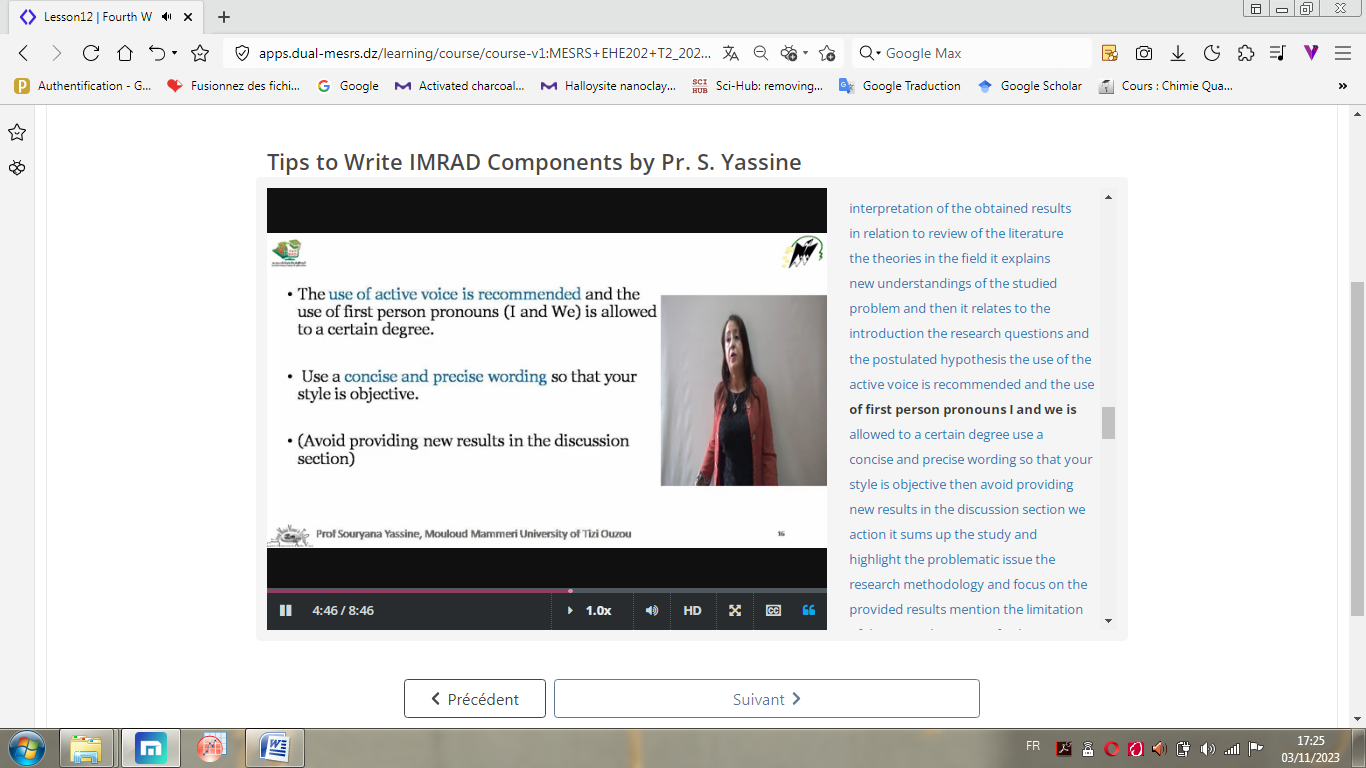 Lesson12 | Fourth W
apps.dual-mesrs.dz/learning/course/course-v1:MESRS+EHE202+T2_202...
Google Max
Authentification - G...
Fusionnez des fichi...
Google
Activated charcoal...
Halloysite nanoclay...
SCI HUB
Sci-Hub: removing...
Google Traduction
Google Scholar
Cours : Chimie Qua...
Tips to Write IMRAD Components by Pr. S. Yassine
• The use of active voice is recommended and the
use of first person pronouns (I and We) is allowed
to a certain degree.
• Use a concise and precise wording so that your
style is objective.
• (Avoid providing new results in the discussion
section)
Prof Souryana Yassine, Mouloud Mammeri University of Tizi Ouzou
16
4:46 / 8:46
1.0x
HD
CC
interpretation of the obtained results
in relation to review of the literature
the theories in the field it explains
new understandings of the studied
problem and then it relates to the
introduction the research questions and
the postulated hypothesis the use of the
active voice is recommended and the use
of first person pronouns I and we is
allowed to a certain degree use a
concise and precise wording so that your
style is objective then avoid providing
new results in the discussion section we
action it sums up the study and
highlight the problematic issue the
research methodology and focus on the
provided results mention the limitation
Précédent
Suivant
FR
17:25
03/11/2023